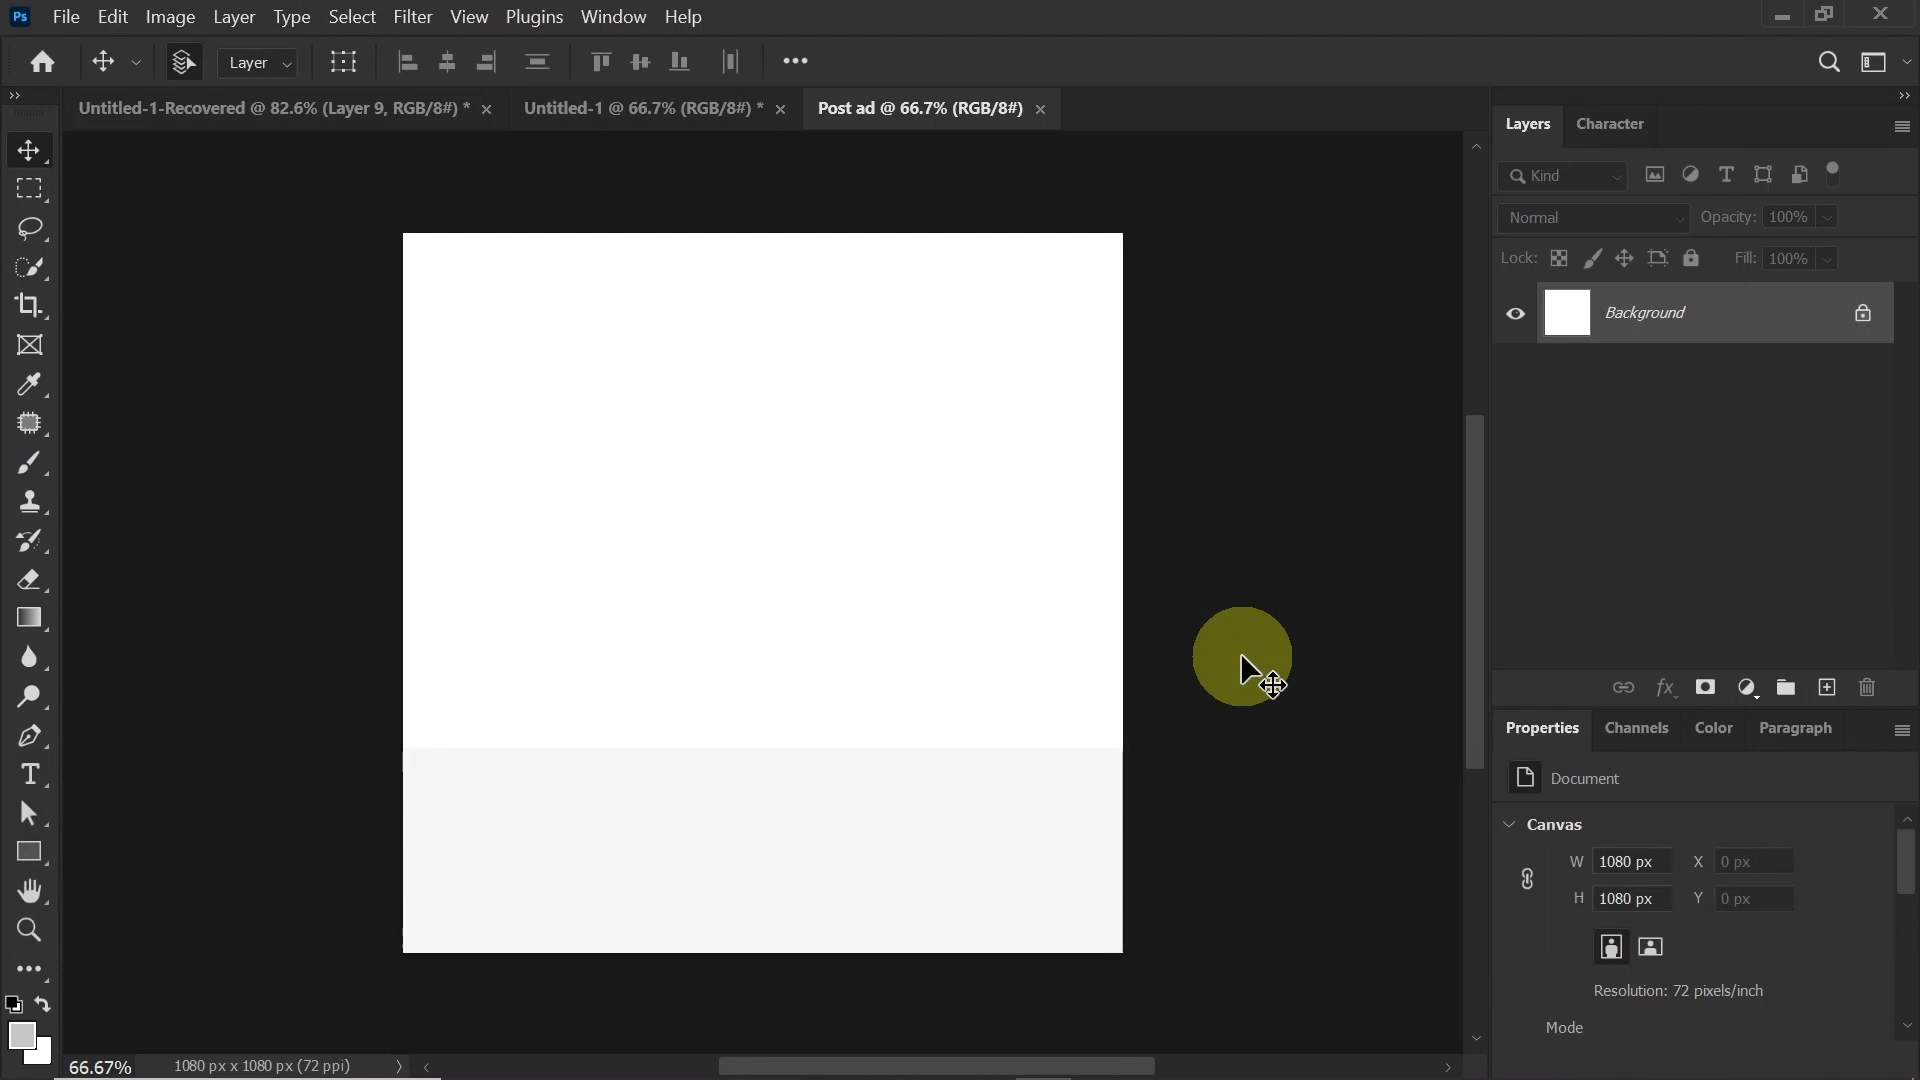 Ps File Edit Image Layer Type Select Filter View Plugins Window Help
Layer
Untitled-1-Recovered @ 82.6% (Layer 9, RGB/8#) *
Untitled-1 @ 66.7% (RGB/8#) *
Post ad @ 66.7% (RGB/8#)
Layers
Character
Kind
Normal
Opacity: 100%
Lock:
Fill: 100%
Background
fx
Properties
Channels
Color
Paragraph
Document
Canvas
W 1080 px X 0 px
H 1080 px Y 0 px
Resolution: 72 pixels/inch
Mode
66.67%
1080 px x 1080 px (72 ppi)